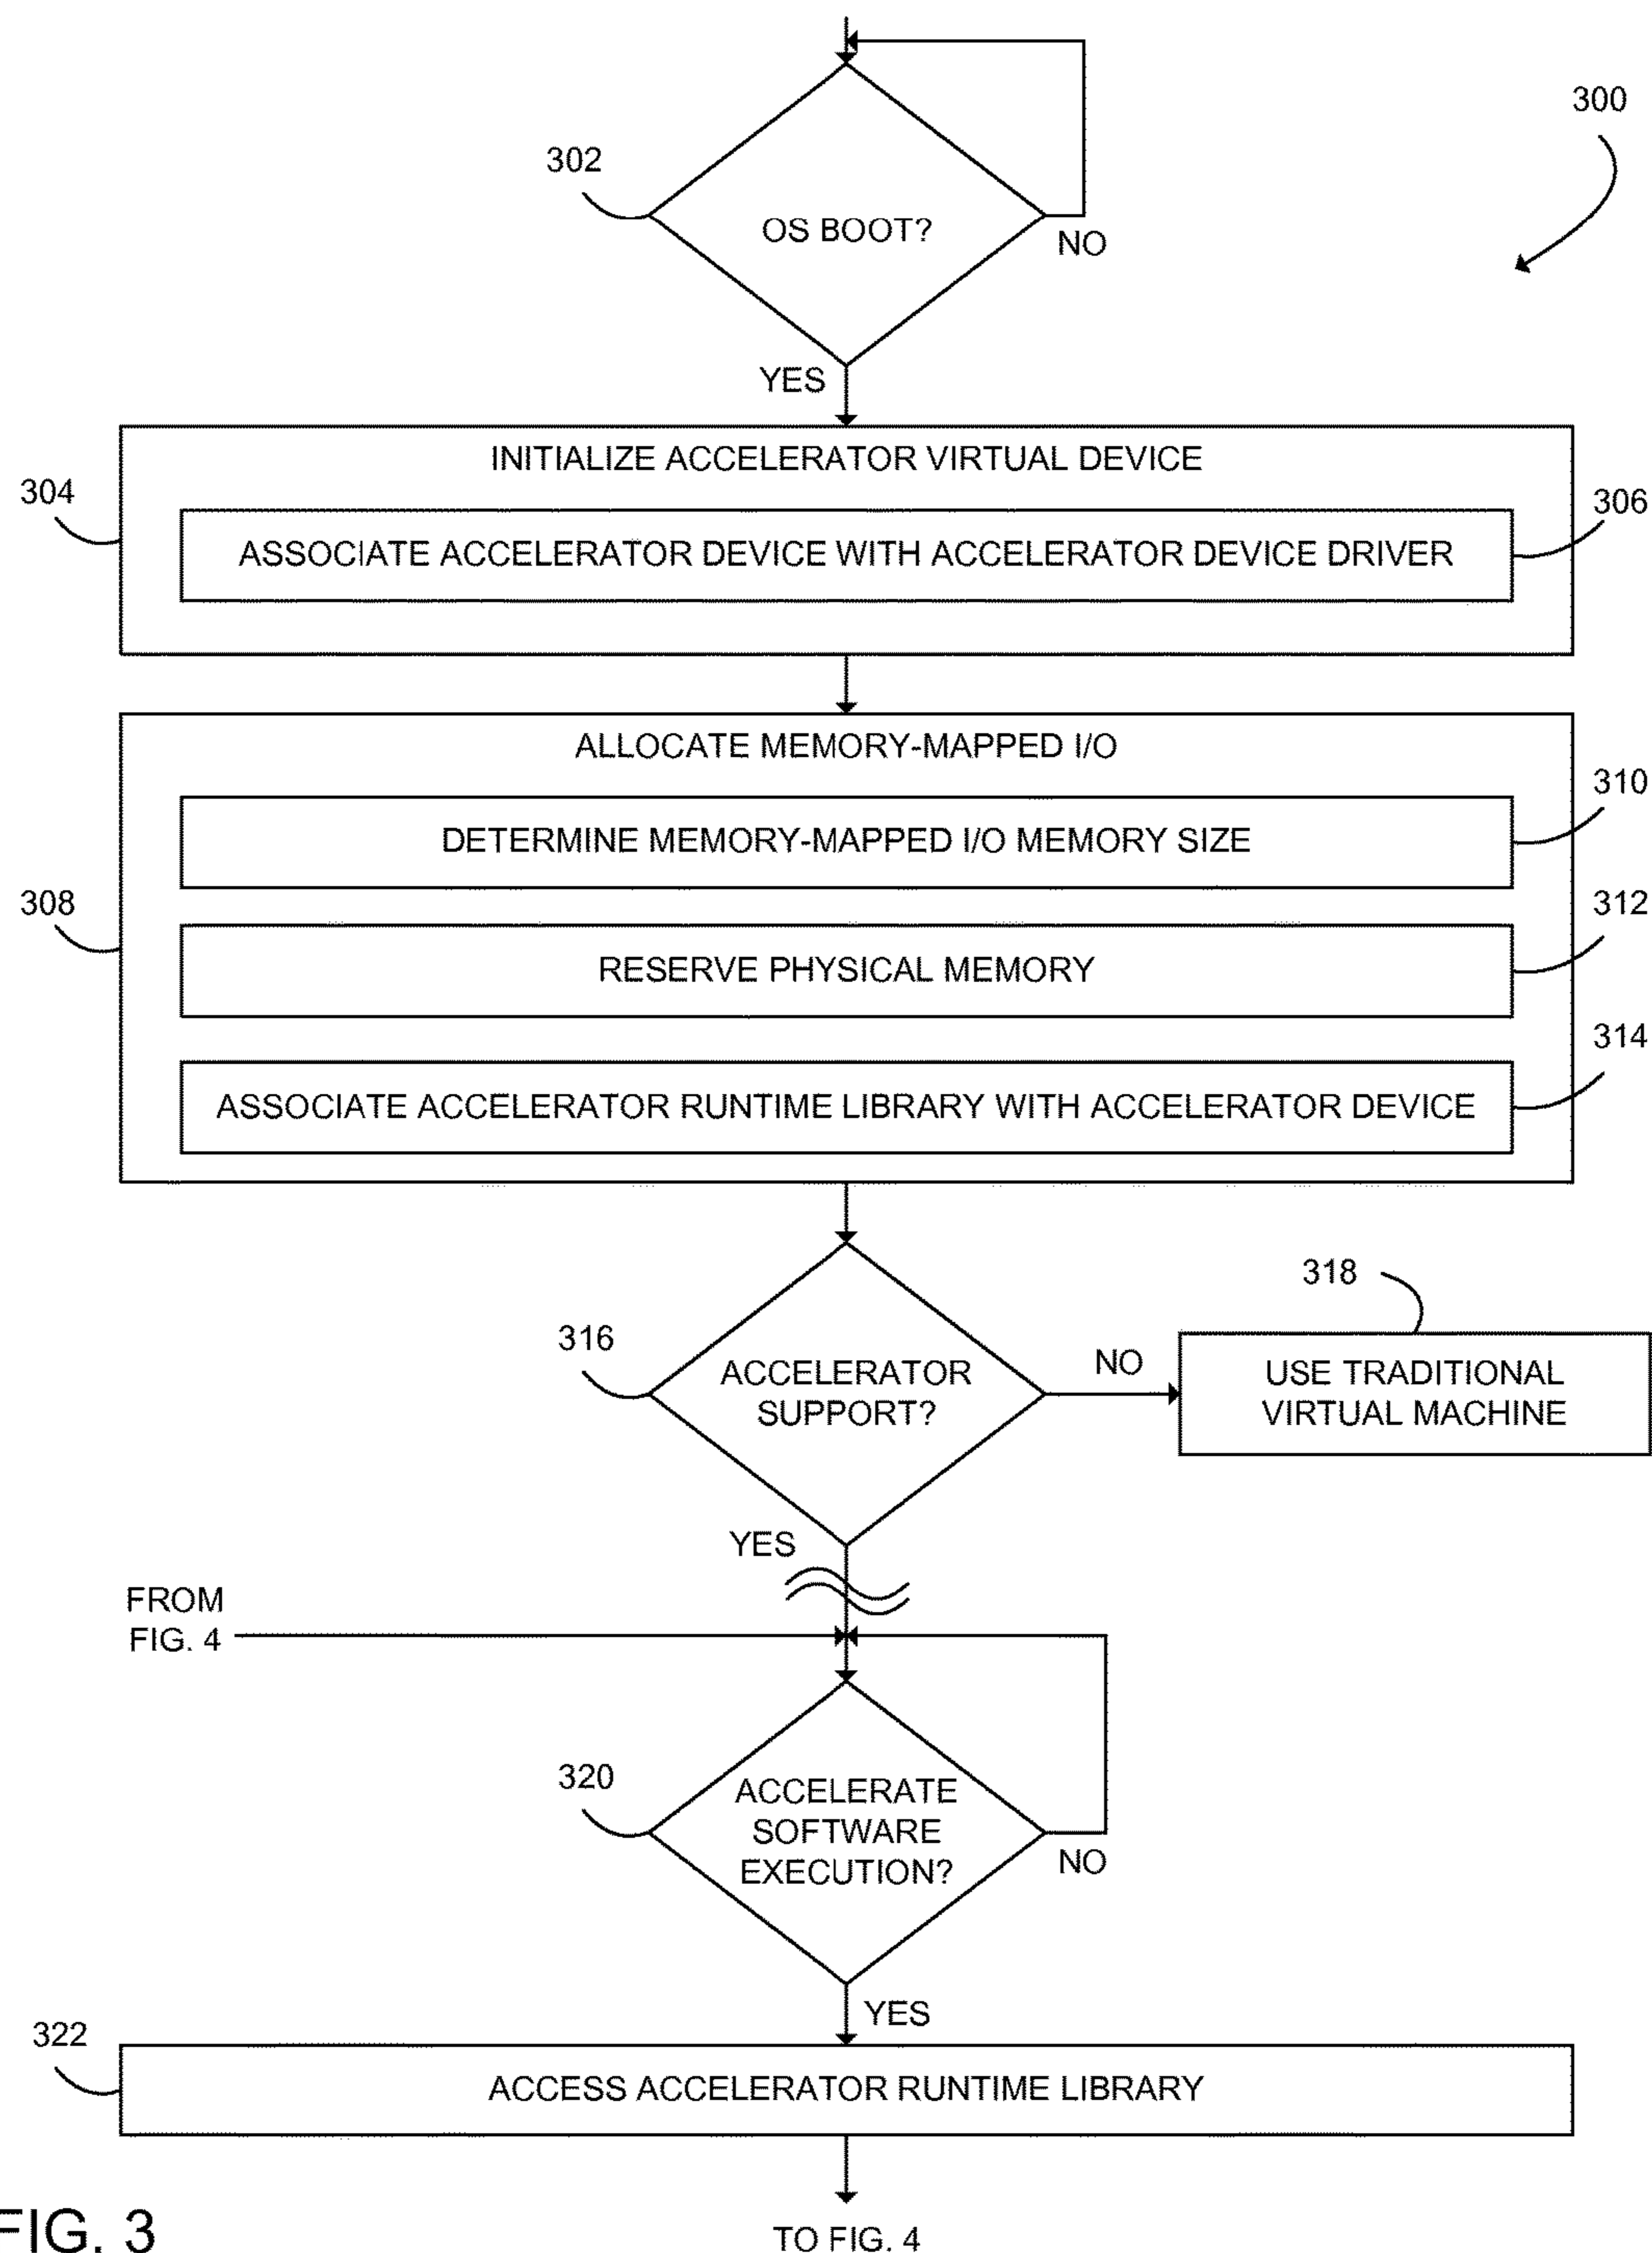 300
302
OS BOOT?
NO
YES
INITIALIZE ACCELERATOR VIRTUAL DEVICE
304
306
ASSOCIATE ACCELERATOR DEVICE WITH ACCELERATOR DEVICE DRIVER
ALLOCATE MEMORY-MAPPED I/O
310
DETERMINE MEMORY-MAPPED I/O MEMORY SIZE
308
312
RESERVE PHYSICAL MEMORY
314
ASSOCIATE ACCELERATOR RUNTIME LIBRARY WITH ACCELERATOR DEVICE
318
316
ACCELERATOR
SUPPORT?
NO
USE TRADITIONAL
VIRTUAL MACHINE
YES
FROM
FIG. 4
320
ACCELERATE
SOFTWARE
EXECUTION?
NO
YES
322
ACCESS ACCELERATOR RUNTIME LIBRARY
FIG. 3
TO FIG. 4